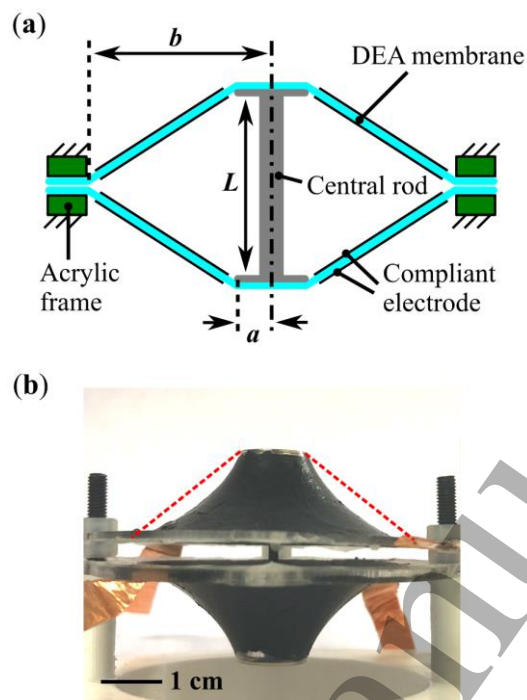 (a)
b
DEA membrane
L
Central rod
Acrylic
frame
a
Compliant
electrode
(b)
1 cm